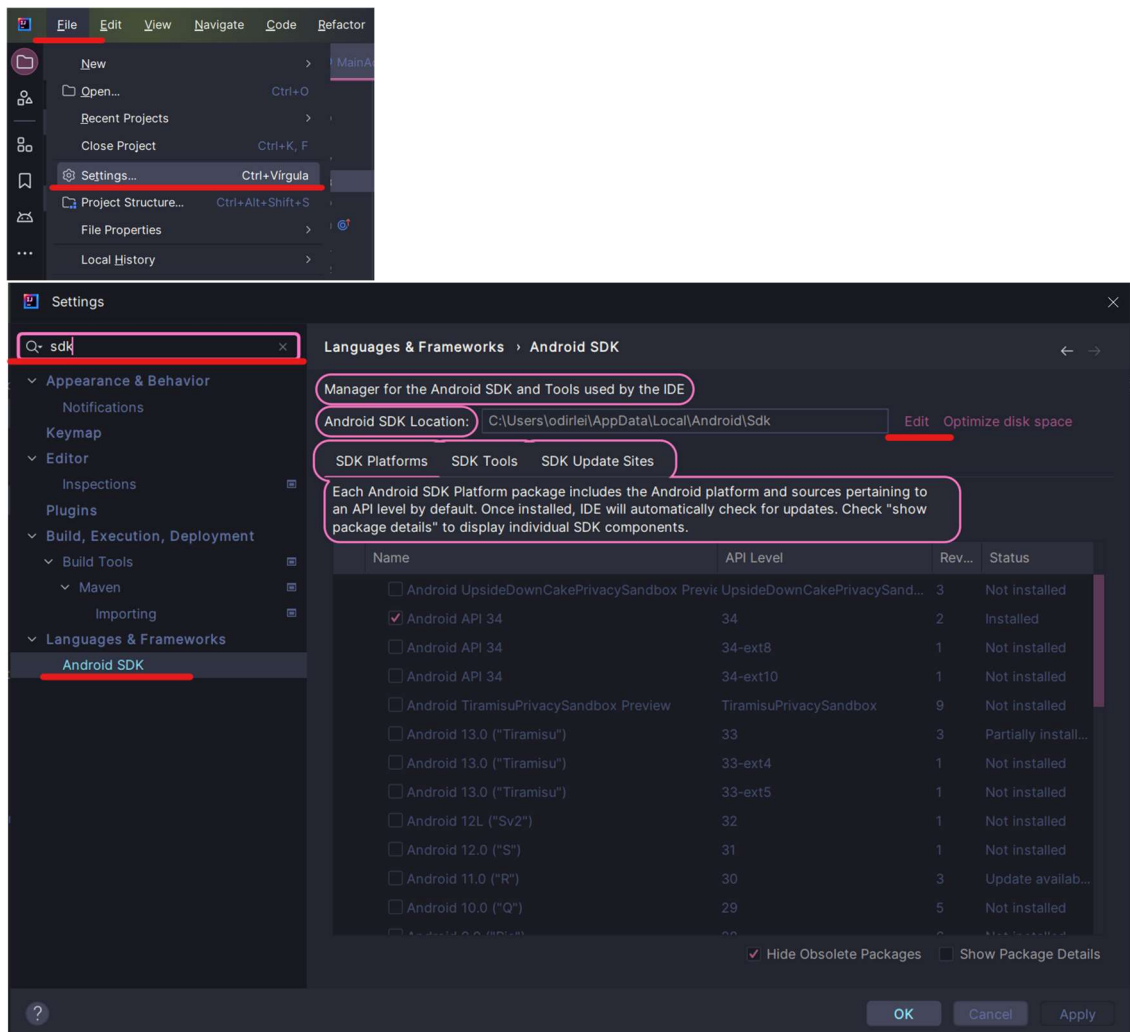 File Edit View Navigate Code Refactor
New
Open... Ctrl+O
Recent Projects
Close Project Ctrl+K, F
Settings... Ctrl+Vírgula
Project Structure... Ctrl+Alt+Shift+S
File Properties
Local History
MainAc
Settings
sdk
Appearance & Behavior
Notifications
Keymap
Editor
Inspections
Plugins
Build, Execution, Deployment
Build Tools
Maven
Importing
Languages & Frameworks
Android SDK
Languages & Frameworks › Android SDK
Manager for the Android SDK and Tools used by the IDE
Android SDK Location: C:\Users\odirlei\AppData\Local\Android\Sdk Edit Optimize disk space
SDK Platforms SDK Tools SDK Update Sites
Each Android SDK Platform package includes the Android platform and sources pertaining to
an API level by default. Once installed, IDE will automatically check for updates. Check "show
package details" to display individual SDK components.
Name API Level Rev... Status
Android UpsideDownCakePrivacySandbox Previe UpsideDownCakePrivacySand... 3 Not installed
Android API 34 34 2 Installed
Android API 34 34-ext8 1 Not installed
Android API 34 34-ext10 1 Not installed
Android TiramisuPrivacySandbox Preview TiramisuPrivacySandbox 9 Not installed
Android 13.0 ("Tiramisu") 33 3 Partially install...
Android 13.0 ("Tiramisu") 33-ext4 1 Not installed
Android 13.0 ("Tiramisu") 33-ext5 1 Not installed
Android 12L ("Sv2") 32 1 Not installed
Android 12.0 ("S") 31 1 Not installed
Android 11.0 ("R") 30 3 Update availab...
Android 10.0 ("Q") 29 5 Not installed
Hide Obsolete Packages Show Package Details
? OK Cancel Apply